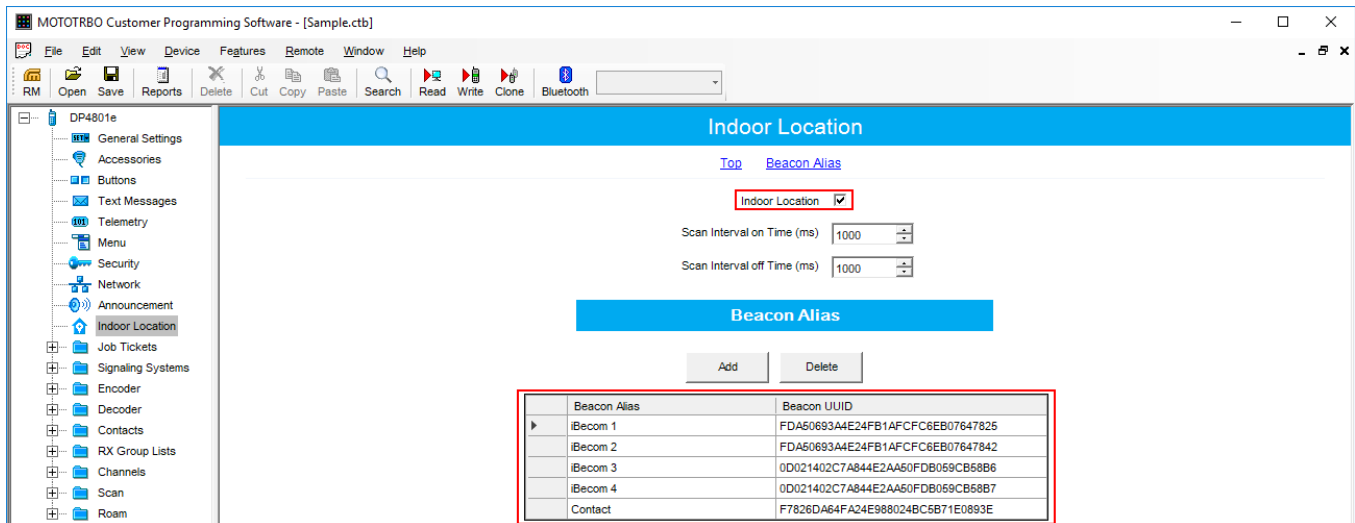 MOTOTRBO Customer Programming Software - [Sample.ctb]
File Edit View Device Features Remote Window Help
RM Open Save Reports Delete Cut Copy Paste Search Read Write Clone Bluetooth
DP4801e
General Settings
Accessories
Buttons
Text Messages
Telemetry
Menu
Security
Network
Announcement
Indoor Location
Job Tickets
Signaling Systems
Encoder
Decoder
Contacts
RX Group Lists
Channels
Scan
Roam
Indoor Location
Top Beacon Alias
Indoor Location
Scan Interval on Time (ms) 1000
Scan Interval off Time (ms) 1000
Beacon Alias
Add Delete
Beacon Alias Beacon UUID
iBecom 1 FDA50693A4E24FB1AFCFC6EB07647825
iBecom 2 FDA50693A4E24FB1AFCFC6EB07647842
iBecom 3 0D021402C7A844E2AA50FDB059CB58B6
iBecom 4 0D021402C7A844E2AA50FDB059CB58B7
Contact F7826DA64FA24E988024BC5B71E0893E